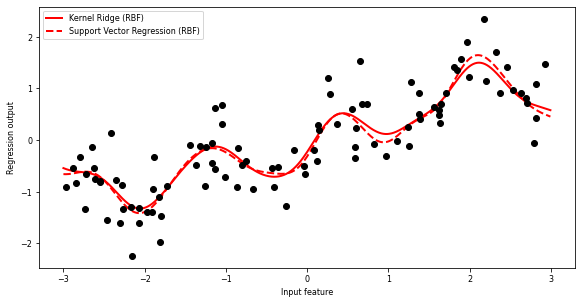 Kernel Ridge (RBF)
Support Vector Regression (RBF)
2
1
0
−1
−2
Regression output
−3 −2 −1 0 1 2 3
Input feature